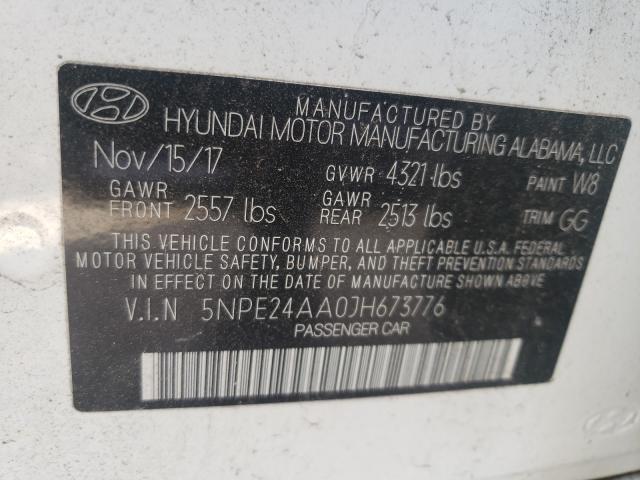 MANUFACTURED BY
HYUNDAI MOTOR MANUFACTURING ALABAMA, LLC
Nov/15/17 GVWR 4321 lbs PAINT W8
GAWR FRONT 2557 lbs GAWR REAR 2513 lbs TRIM GG
THIS VEHICLE CONFORMS TO ALL APPLICABLE U.S.A. FEDERAL
MOTOR VEHICLE SAFETY, BUMPER, AND THEFT PREVENTION STANDARDS
IN EFFECT ON THE DATE OF MANUFACTURE SHOWN ABOVE
V.I.N 5NPE24AA0JH673776
PASSENGER CAR